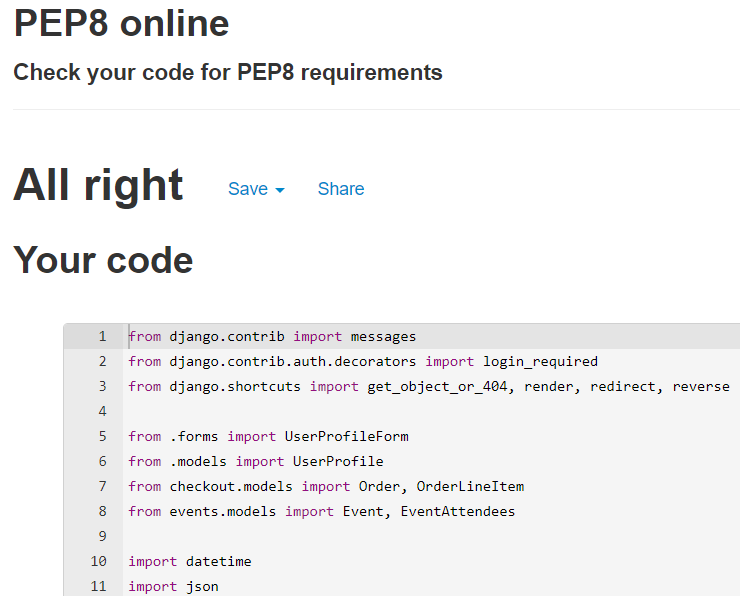 PEP8 online
Check your code for PEP8 requirements
All right Save Share
Your code
1 from django.contrib import messages
2 from django.contrib.auth.decorators import login_required
3 from django.shortcuts import get_object_or_404, render, redirect, reverse
4
5 from .forms import UserProfileForm
6 from .models import UserProfile
7 from checkout.models import Order, OrderLineItem
8 from events.models import Event, EventAttendees
9
10 import datetime
11 import json